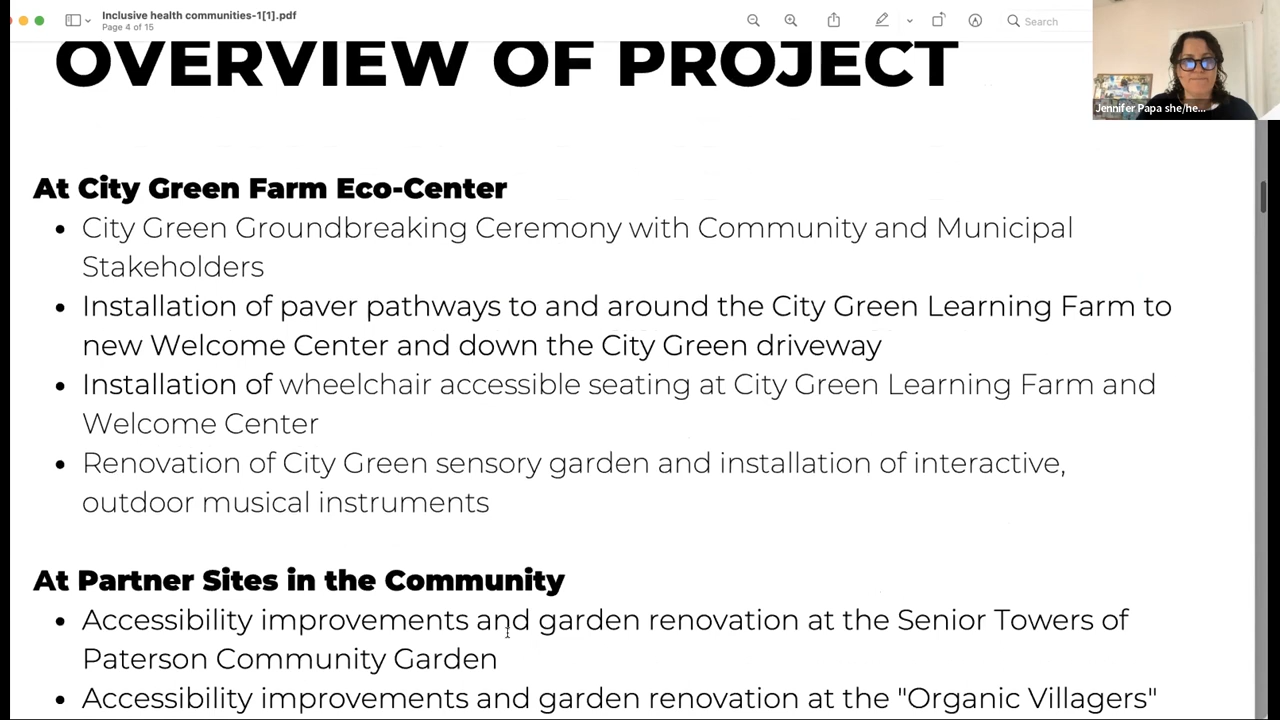 Inclusive health communities-1[1].pdf
Page 4 of 15
Search
Jennifer Papa she/he...
OVERVIEW OF PROJECT
At City Green Farm Eco-Center
• City Green Groundbreaking Ceremony with Community and Municipal
Stakeholders
• Installation of paver pathways to and around the City Green Learning Farm to
new Welcome Center and down the City Green driveway
• Installation of wheelchair accessible seating at City Green Learning Farm and
Welcome Center
• Renovation of City Green sensory garden and installation of interactive,
outdoor musical instruments
At Partner Sites in the Community
• Accessibility improvements and garden renovation at the Senior Towers of
Paterson Community Garden
• Accessibility improvements and garden renovation at the "Organic Villagers"